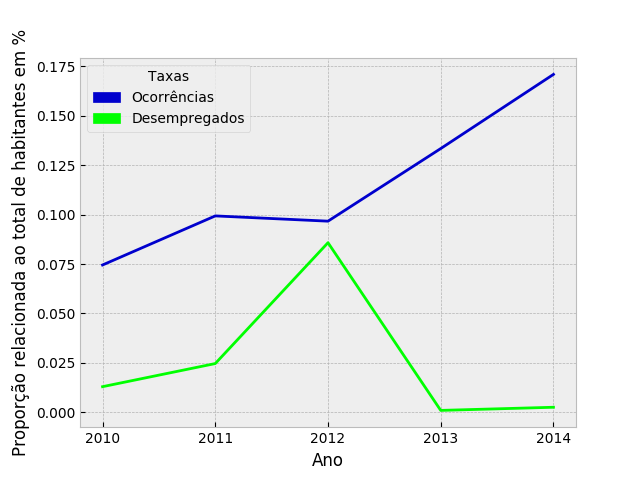 Proporção relacionada ao total de habitantes em %
0.175
0.150
0.125
0.100
0.075
0.050
0.025
0.000
Taxas
Ocorrências
Desempregados
2010 2011 2012 2013 2014
Ano